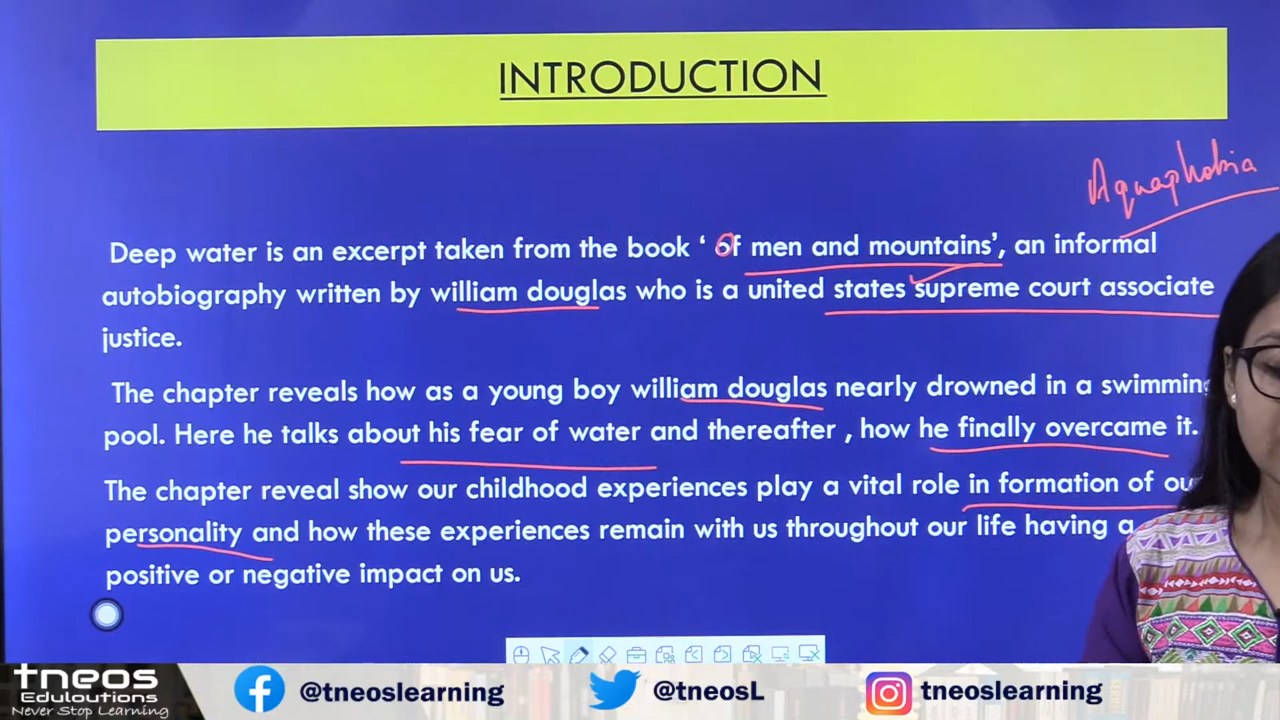 INTRODUCTION
Aquaphobia
Deep water is an excerpt taken from the book ‘ of men and mountains’, an informal
autobiography written by william douglas who is a united states supreme court associate
justice.
The chapter reveals how as a young boy william douglas nearly drowned in a swimming
pool. Here he talks about his fear of water and thereafter , how he finally overcame it.
The chapter reveal show our childhood experiences play a vital role in formation of our
personality and how these experiences remain with us throughout our life having a
positive or negative impact on us.
tneos
Eduloutions
Never Stop Learning
@tneoslearning
@tneosL
tneoslearning